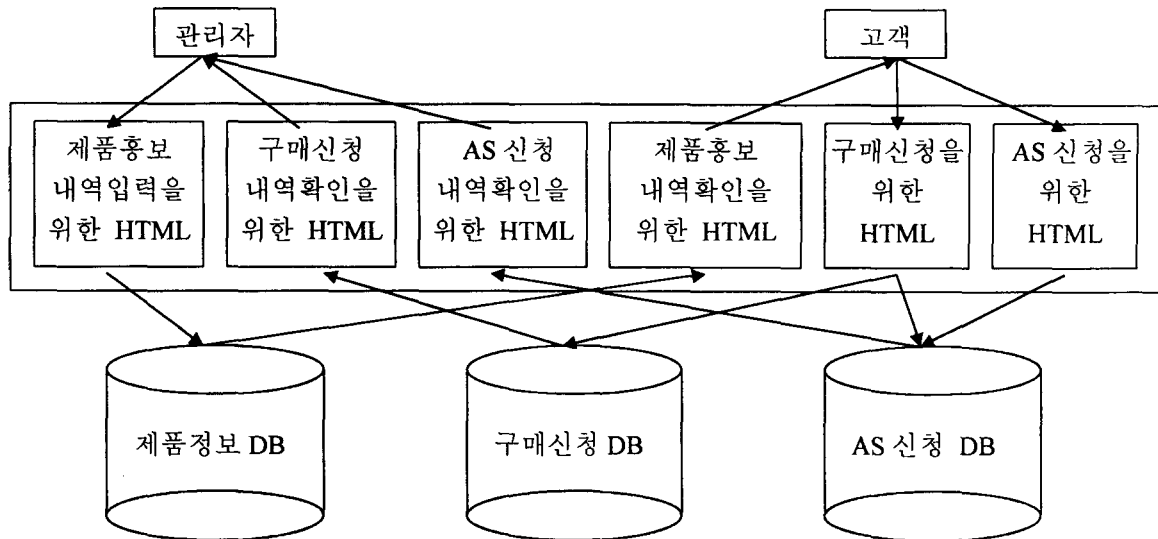 관리자
고객
제품홍보
내역입력을
위한 HTML
구매신청
내역확인을
위한 HTML
AS 신청
내역확인을
위한 HTML
제품홍보
내역확인을
위한 HTML
구매신청을
위한
HTML
AS 신청을
위한
HTML
제품정보 DB
구매신청 DB
AS 신청 DB